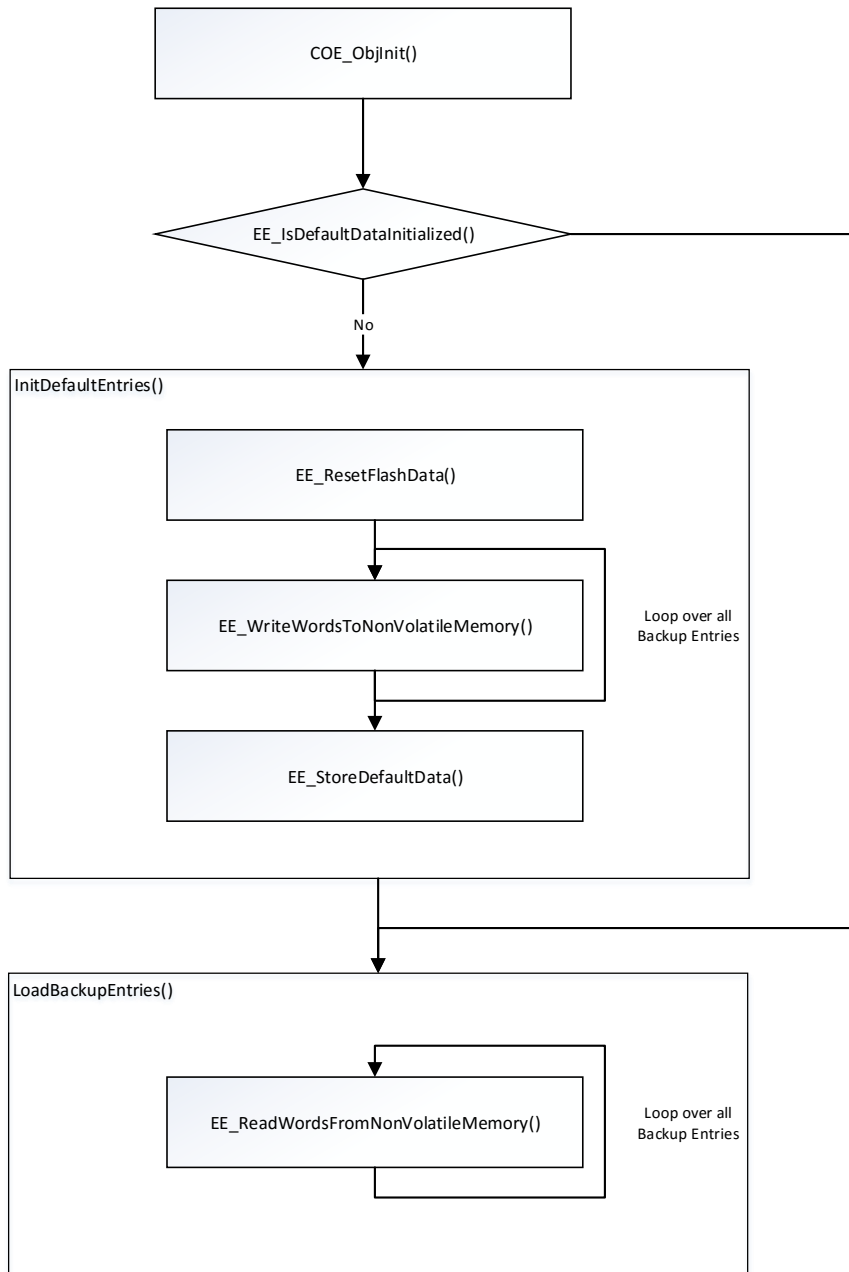 COE_ObjInit()
EE_IsDefaultDataInitialized()
No
InitDefaultEntries()
EE_ResetFlashData()
EE_WriteWordsToNonVolatileMemory()
Loop over all
Backup Entries
EE_StoreDefaultData()
LoadBackupEntries()
EE_ReadWordsFromNonVolatileMemory()
Loop over all
Backup Entries